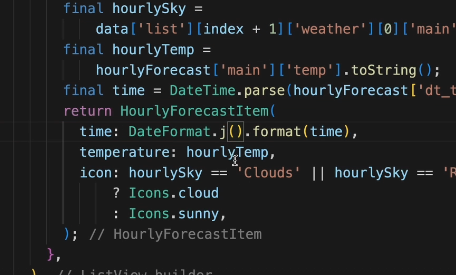 final hourlySky =
data['list'][index + 1]['weather'][0]['main'
final hourlyTemp =
hourlyForecast['main']['temp'].toString();
final time = DateTime.parse(hourlyForecast['dt_t
return HourlyForecastItem(
time: DateFormat.j().format(time),
temperature: hourlyTemp,
icon: hourlySky == 'Clouds' || hourlySky == 'R
? Icons.cloud
: Icons.sunny,
); // HourlyForecastItem
},
) // ListView.builder